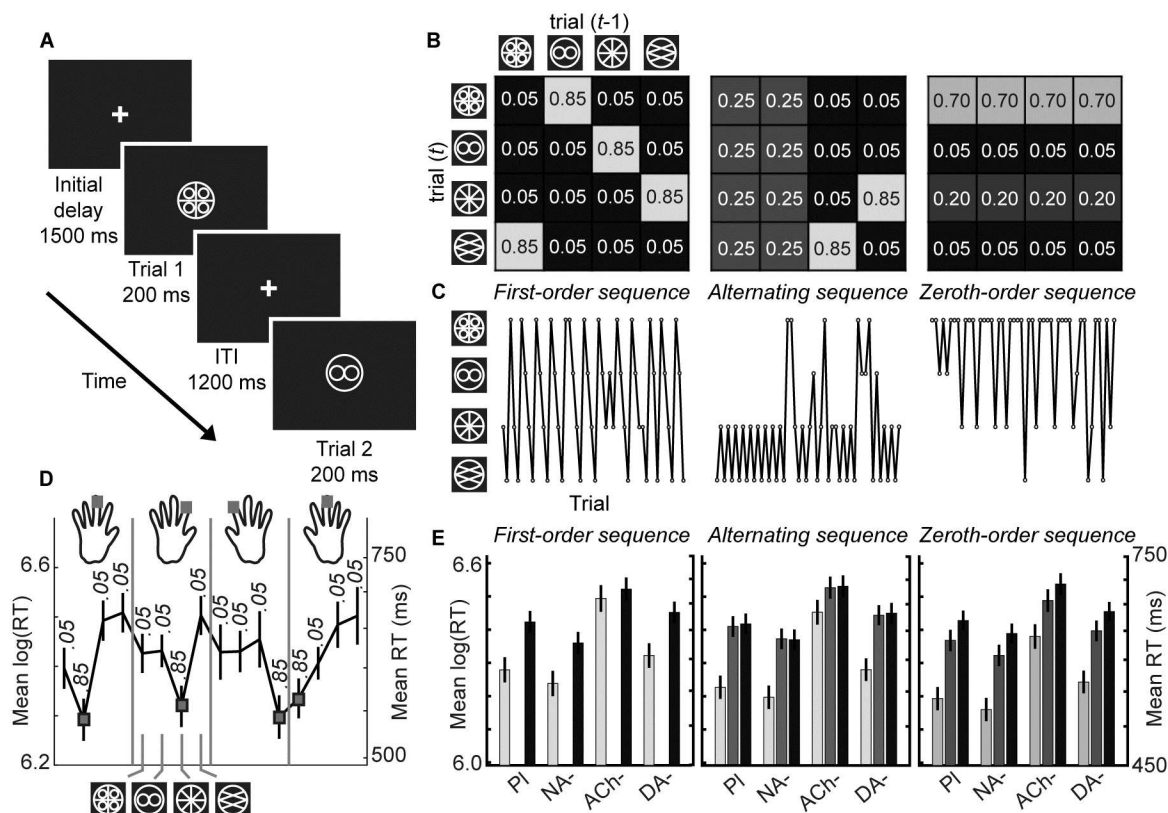 A
Initial
delay
1500 ms
Trial 1
200 ms
ITI
1200 ms
Trial 2
200 ms
Time
B
trial (t-1)
trial (t)
0.05 0.85 0.05 0.05
0.05 0.05 0.85 0.05
0.05 0.05 0.05 0.85
0.85 0.05 0.05 0.05
0.25 0.25 0.05 0.05
0.25 0.25 0.05 0.05
0.25 0.25 0.05 0.85
0.25 0.25 0.85 0.05
0.70 0.70 0.70 0.70
0.05 0.05 0.05 0.05
0.20 0.20 0.20 0.20
0.05 0.05 0.05 0.05
C
First-order sequence
Alternating sequence
Zeroth-order sequence
Trial
D
Mean log(RT)
6.6
6.2
.05 .85 .05 .05
.05 .05 .85 .05
.05 .05 .05 .85
.85 .05 .05 .05
750
500
Mean RT (ms)
E
First-order sequence
Alternating sequence
Zeroth-order sequence
Mean log(RT)
6.6
6.0
PI NA- ACh- DA-
PI NA- ACh- DA-
PI NA- ACh- DA-
750
450
Mean RT (ms)